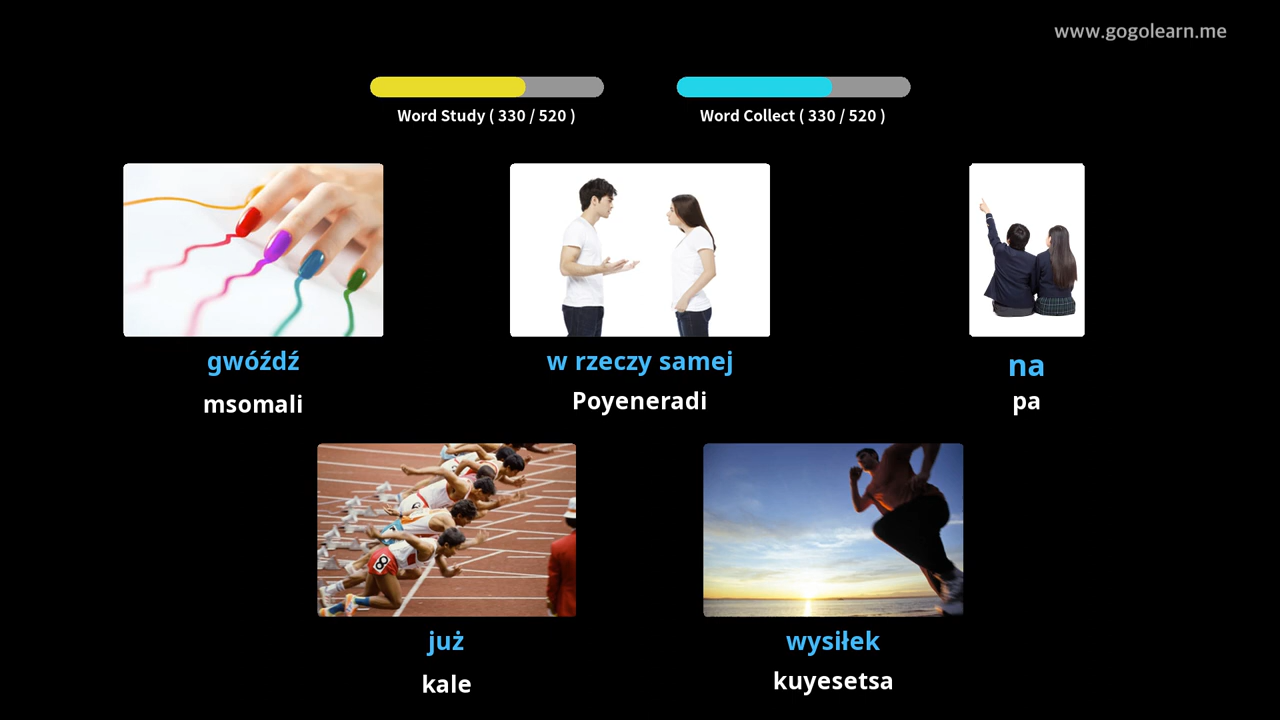 www.gogolearn.me
Word Study ( 330 / 520 )
Word Collect ( 330 / 520 )
gwóźdź
msomali
w rzeczy samej
Poyeneradi
na
pa
już
kale
wysiłek
kuyesetsa